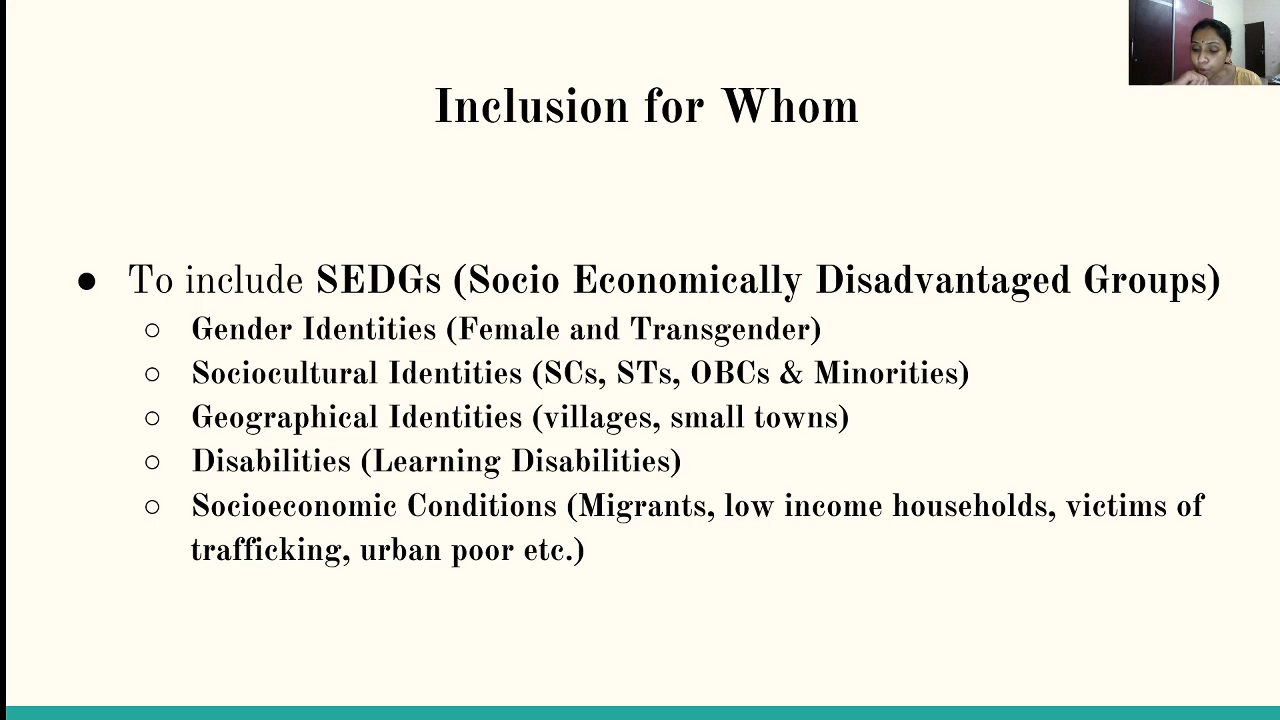 Inclusion for Whom
● To include SEDGs (Socio Economically Disadvantaged Groups)
○ Gender Identities (Female and Transgender)
○ Sociocultural Identities (SCs, STs, OBCs & Minorities)
○ Geographical Identities (villages, small towns)
○ Disabilities (Learning Disabilities)
○ Socioeconomic Conditions (Migrants, low income households, victims of
trafficking, urban poor etc.)